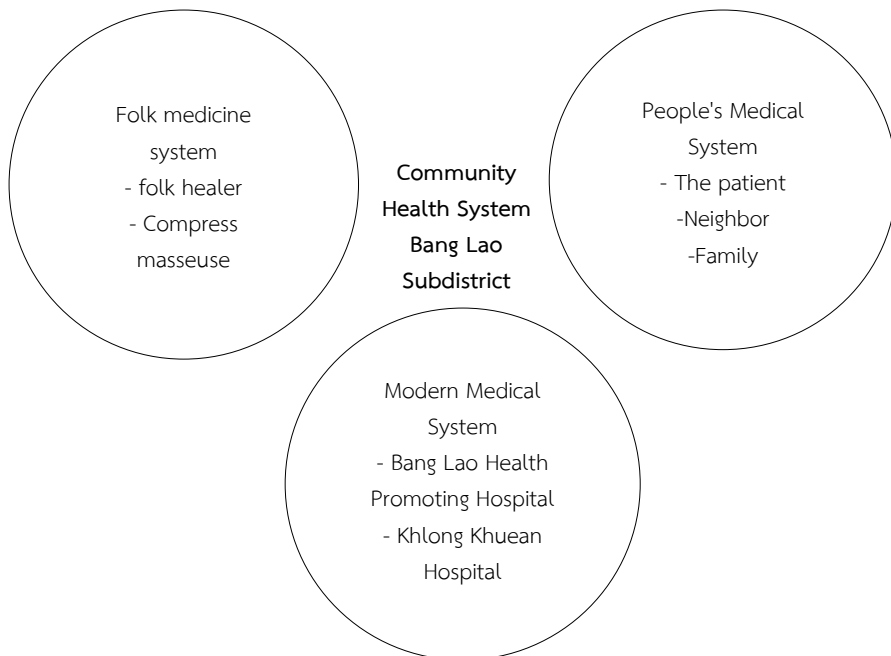 Folk medicine
system
- folk healer
- Compress
masseuse
Community
Health System
Bang Lao
Subdistrict
People's Medical
System
- The patient
-Neighbor
-Family
Modern Medical
System
- Bang Lao Health
Promoting Hospital
- Khlong Khuean
Hospital